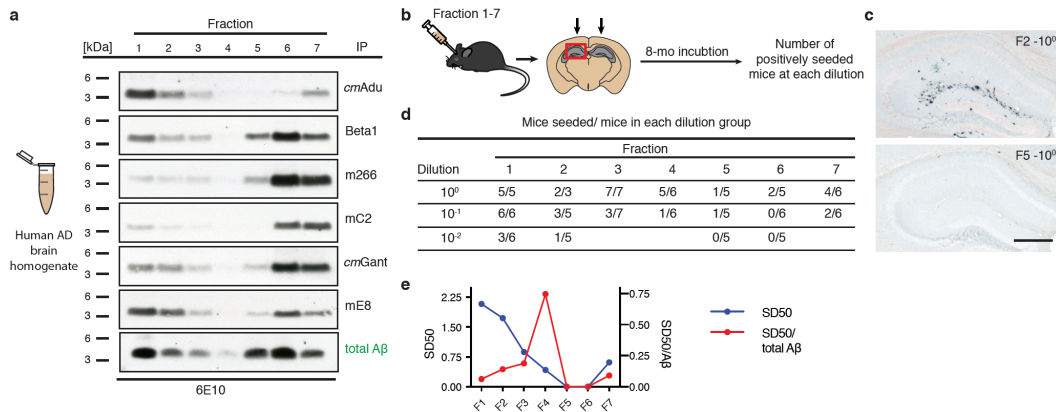 a
Fraction
[kDa] 1 2 3 4 5 6 7 IP
6
3
cmAdu
6
3
Beta1
6
3
m266
6
3
mC2
6
3
cmGant
6
3
mE8
6
3
total Aβ
6E10
Human AD
brain
homogenate
b
Fraction 1-7
8-mo incubtion
Number of
positively seeded
mice at each dilution
c
F2 -10⁰
F5 -10⁰
d
Mice seeded/ mice in each dilution group
Fraction
Dilution 1 2 3 4 5 6 7
10⁰ 5/5 2/3 7/7 5/6 1/5 2/5 4/6
10⁻¹ 6/6 3/5 3/7 1/6 1/5 0/6 2/6
10⁻² 3/6 1/5 0/5 0/5
e
SD50
2.25
1.50
0.75
0.00
SD50/Aβ
0.75
0.50
0.25
0.00
F1 F2 F3 F4 F5 F6 F7
SD50
SD50/
total Aβ